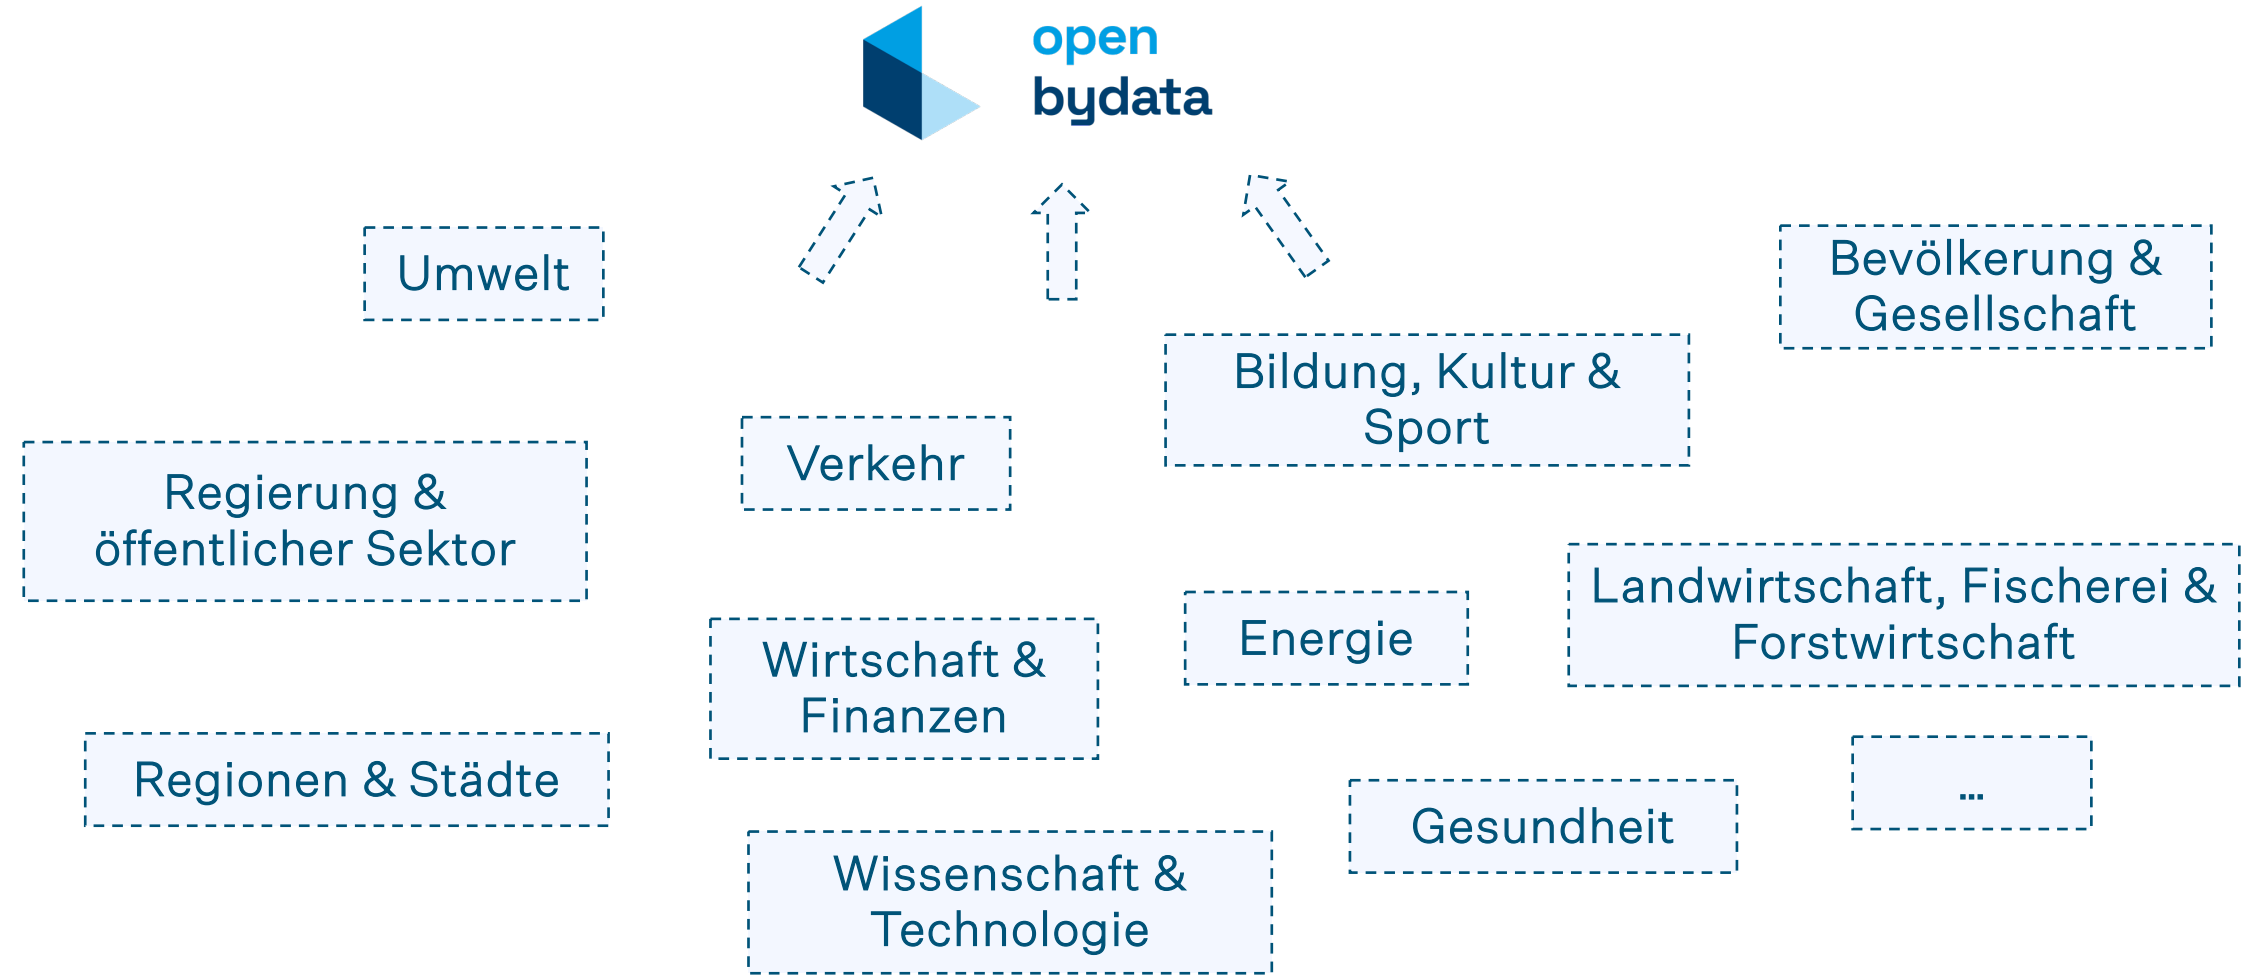 open
bydata
Umwelt
Bevölkerung &
Gesellschaft
Bildung, Kultur &
Sport
Verkehr
Regierung &
öffentlicher Sektor
Landwirtschaft, Fischerei &
Forstwirtschaft
Energie
Wirtschaft &
Finanzen
Regionen & Städte
...
Gesundheit
Wissenschaft &
Technologie